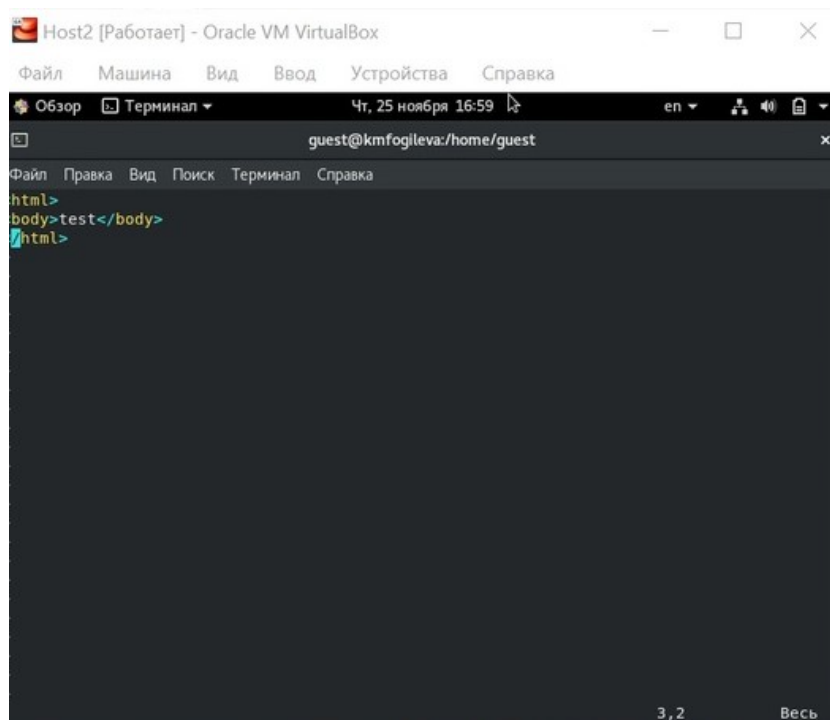 Host2 [Работает] - Oracle VM VirtualBox
Файл Машина Вид Ввод Устройства Справка
Обзор Терминал Чт, 25 ноября 16:59 en
guest@kmfogileva:/home/guest
Файл Правка Вид Поиск Терминал Справка
html>
body>test</body>
/html>
3,2 Весь